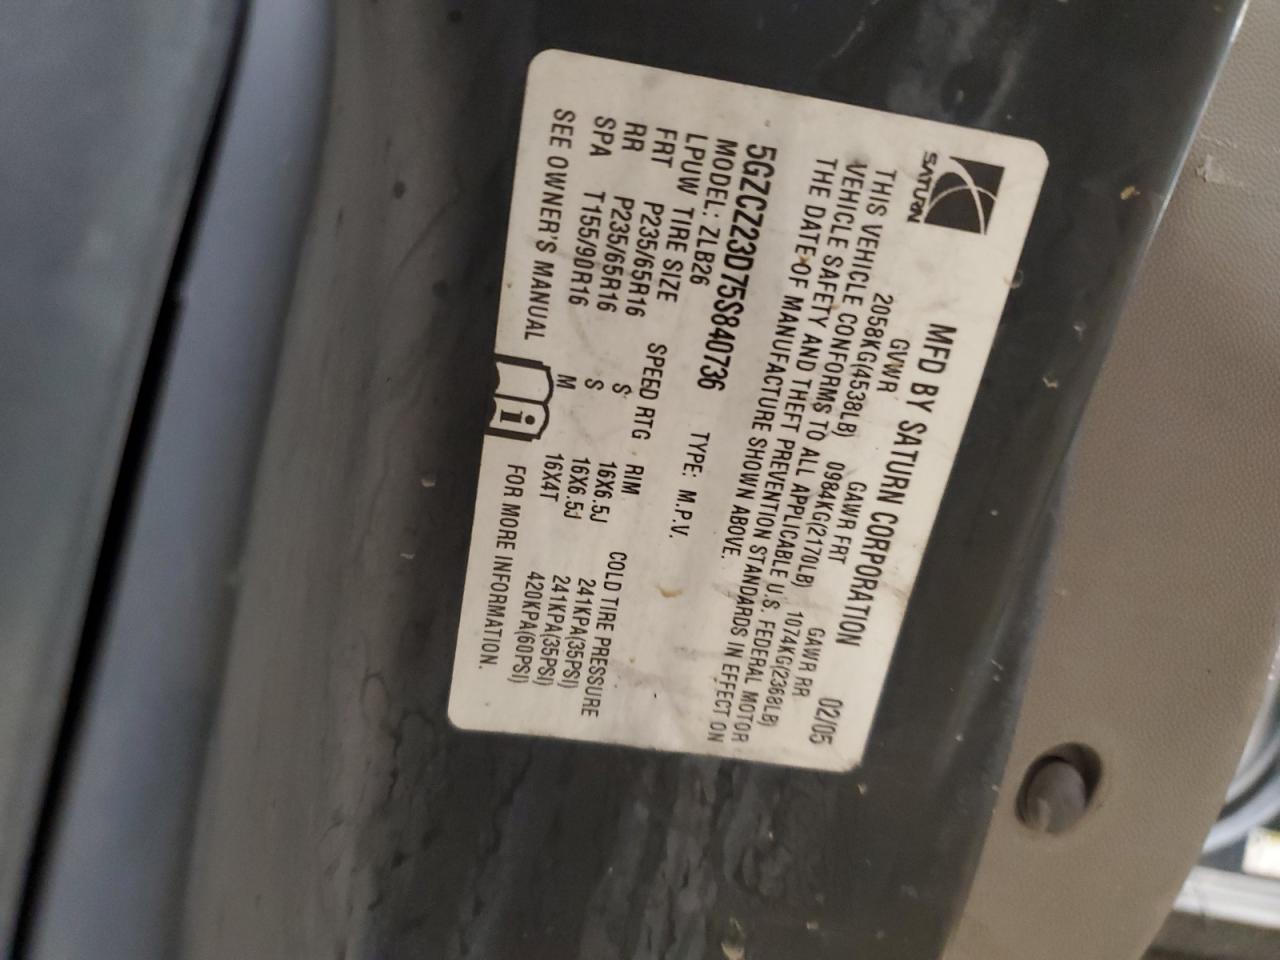 SATURN
MFD BY SATURN CORPORATION 02/05
GVWR GAWR FRT GAWR RR
2058KG(4538LB) 0984KG(2170LB) 1074KG(2368LB)
THIS VEHICLE CONFORMS TO ALL APPLICABLE U.S. FEDERAL MOTOR
VEHICLE SAFETY AND THEFT PREVENTION STANDARDS IN EFFECT ON
THE DATE OF MANUFACTURE SHOWN ABOVE.
5GZCZ23D75S840736 TYPE: M.P.V.
MODEL: ZLB26
LPUW TIRE SIZE SPEED RTG RIM COLD TIRE PRESSURE
FRT P235/65R16 S 16X6.5J 241KPA(35PSI)
RR P235/65R16 S 16X6.5J 241KPA(35PSI)
SPA T155/90R16 M 16X4T 420KPA(60PSI)
SEE OWNER'S MANUAL i FOR MORE INFORMATION.